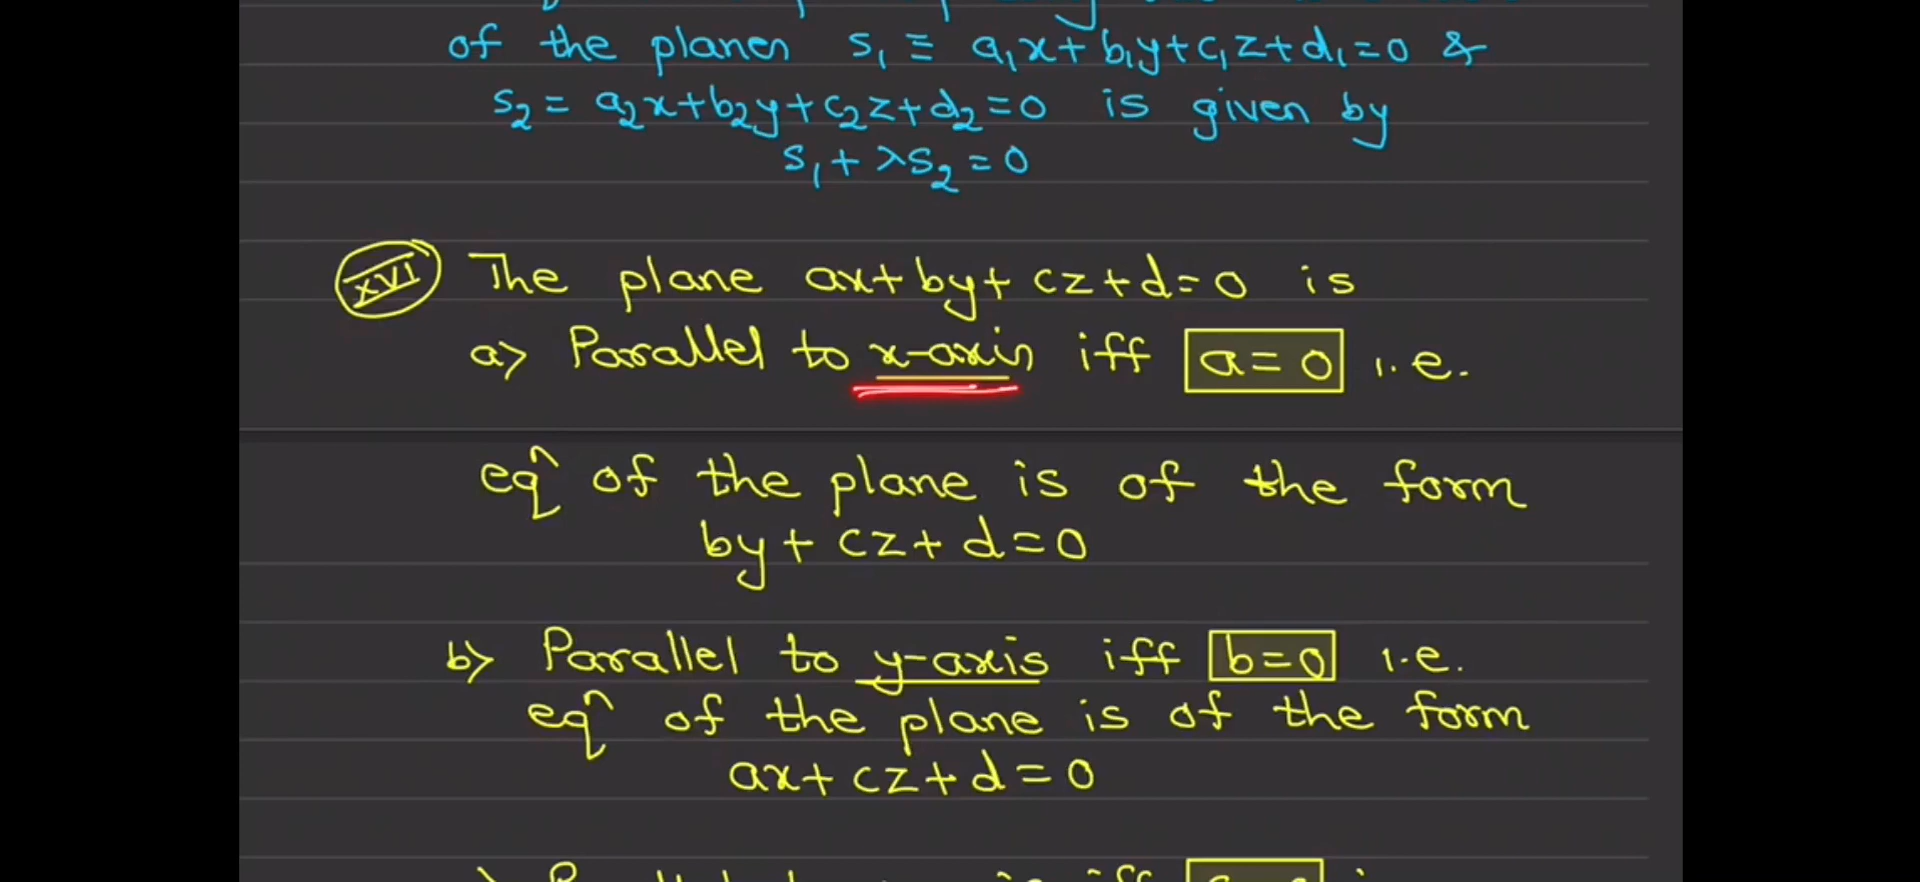 of the planes S₁ ≡ a₁x+b₁y+c₁z+d₁=0 &
S₂ = a₂x+b₂y+c₂z+d₂=0 is given by
S₁+λS₂=0
XVI The plane ax+by+cz+d=0 is
a) Parallel to x-axis iff a=0 i.e.
eqⁿ of the plane is of the form
by+cz+d=0
b) Parallel to y-axis iff b=0 i.e.
eqⁿ of the plane is of the form
ax+cz+d=0